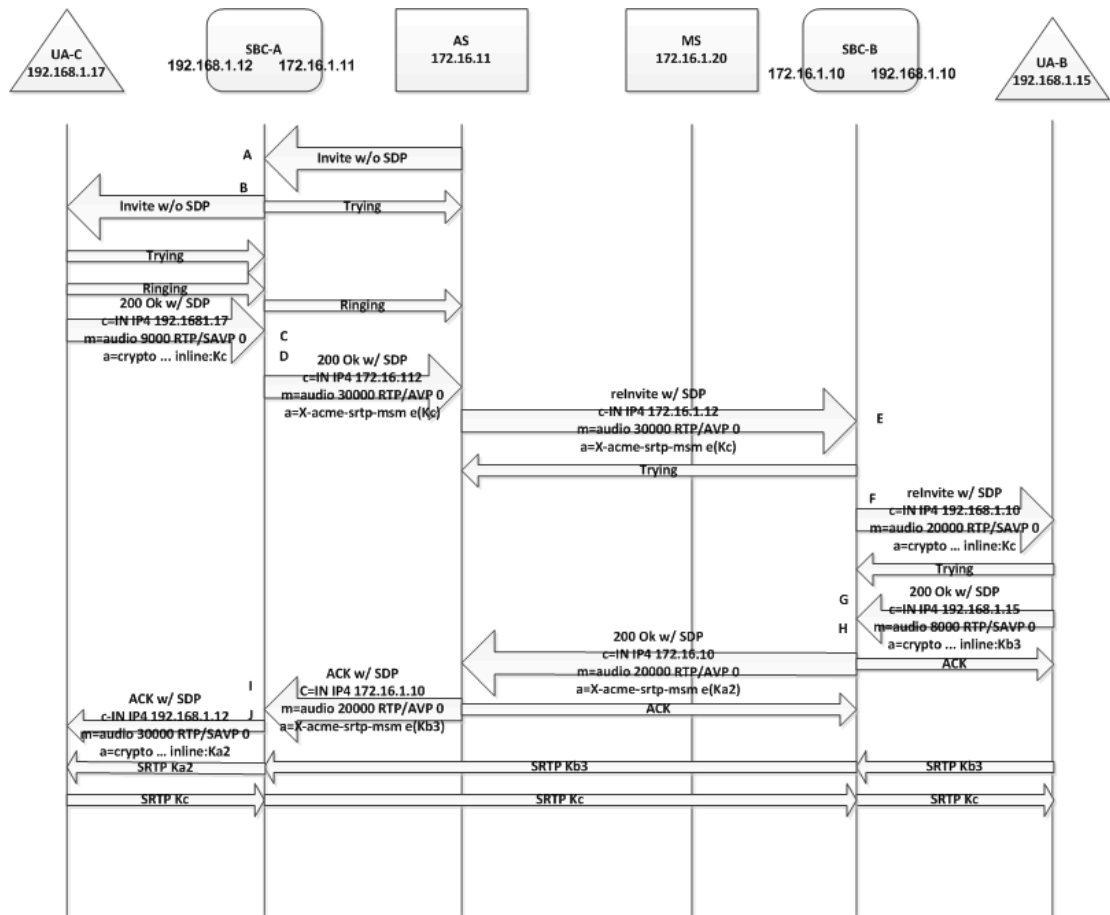 UA-C
192.168.1.17
SBC-A
192.168.1.12 172.16.1.11
AS
172.16.11
MS
172.16.1.20
SBC-B
172.16.1.10 192.168.1.10
UA-B
192.168.1.15
A
Invite w/o SDP
B
Invite w/o SDP
Trying
Trying
Ringing
Ringing
200 Ok w/ SDP
c=IN IP4 192.1681.17
m=audio 9000 RTP/SAVP 0
a=crypto ... inline:Kc
C
D
200 Ok w/ SDP
c=IN IP4 172.16.112
m=audio 30000 RTP/AVP 0
a=X-acme-srtp-msm e(Kc)
reInvite w/ SDP
c-IN IP4 172.16.1.12
m=audio 30000 RTP/AVP 0
a=X-acme-srtp-msm e(Kc)
E
Trying
F
reInvite w/ SDP
c=IN IP4 192.168.1.10
m=audio 20000 RTP/SAVP 0
a=crypto ... inline:Kc
Trying
G
H
200 Ok w/ SDP
c=IN IP4 192.168.1.15
m=audio 8000 RTP/SAVP 0
a=crypto ... inline:Kb3
200 Ok w/ SDP
c=IN IP4 172.16.10
m=audio 20000 RTP/AVP 0
a=X-acme-srtp-msm e(Ka2)
ACK
I
ACK w/ SDP
C=IN IP4 172.16.1.10
m=audio 20000 RTP/AVP 0
a=X-acme-srtp-msm e(Kb3)
ACK
J
ACK w/ SDP
c-IN IP4 192.168.1.12
m=audio 30000 RTP/SAVP 0
a=crypto ... inline:Ka2
SRTP Ka2
SRTP Kb3
SRTP Kb3
SRTP Kc
SRTP Kc
SRTP Kc